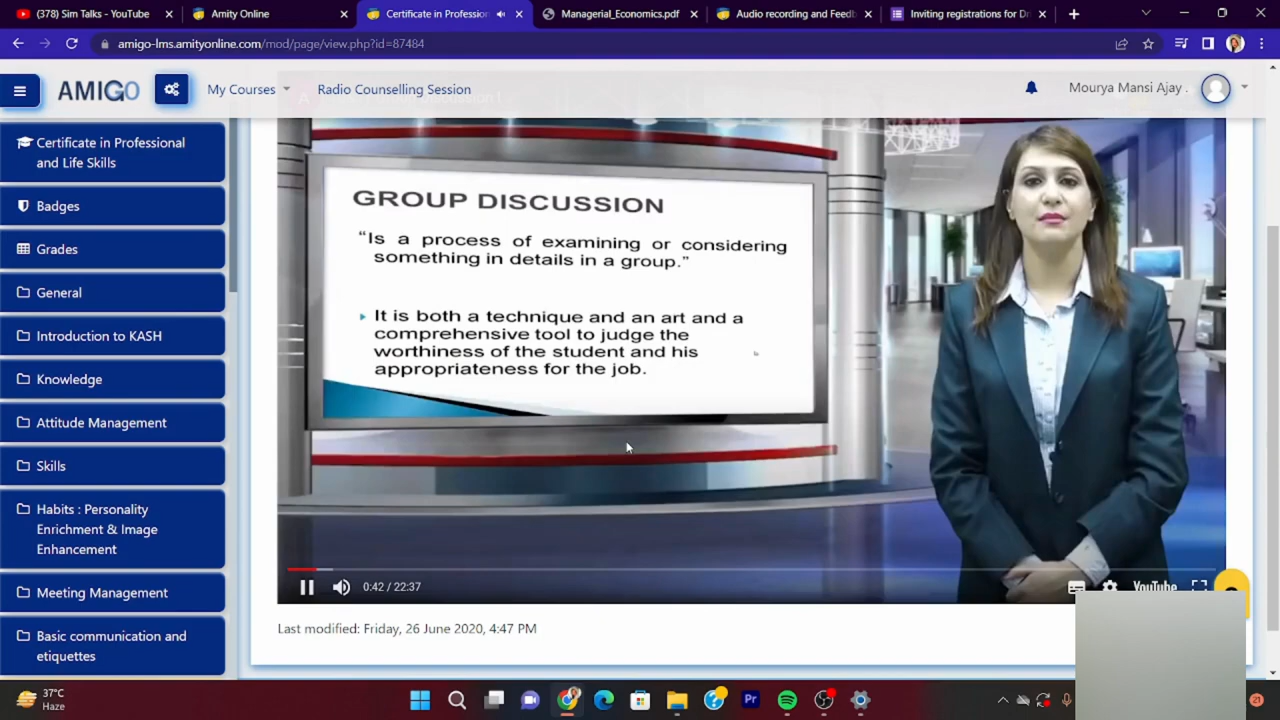 (378) Sim Talks - YouTube
Amity Online
Certificate in Profession
Managerial_Economics.pdf
Audio recording and Feedb
Inviting registrations for Dr
amigo-lms.amityonline.com/mod/page/view.php?id=87484
AMIGO
My Courses
Radio Counselling Session
Mourya Mansi Ajay .
Certificate in Professional
and Life Skills
Badges
Grades
General
Introduction to KASH
Knowledge
Attitude Management
Skills
Habits : Personality
Enrichment & Image
Enhancement
Meeting Management
Basic communication and
etiquettes
GROUP DISCUSSION
“Is a process of examining or considering
something in details in a group.”
It is both a technique and an art and a
comprehensive tool to judge the
worthiness of the student and his
appropriateness for the job.
0:42 / 22:37
YouTube
Last modified: Friday, 26 June 2020, 4:47 PM
37°C
Haze
Pr
21